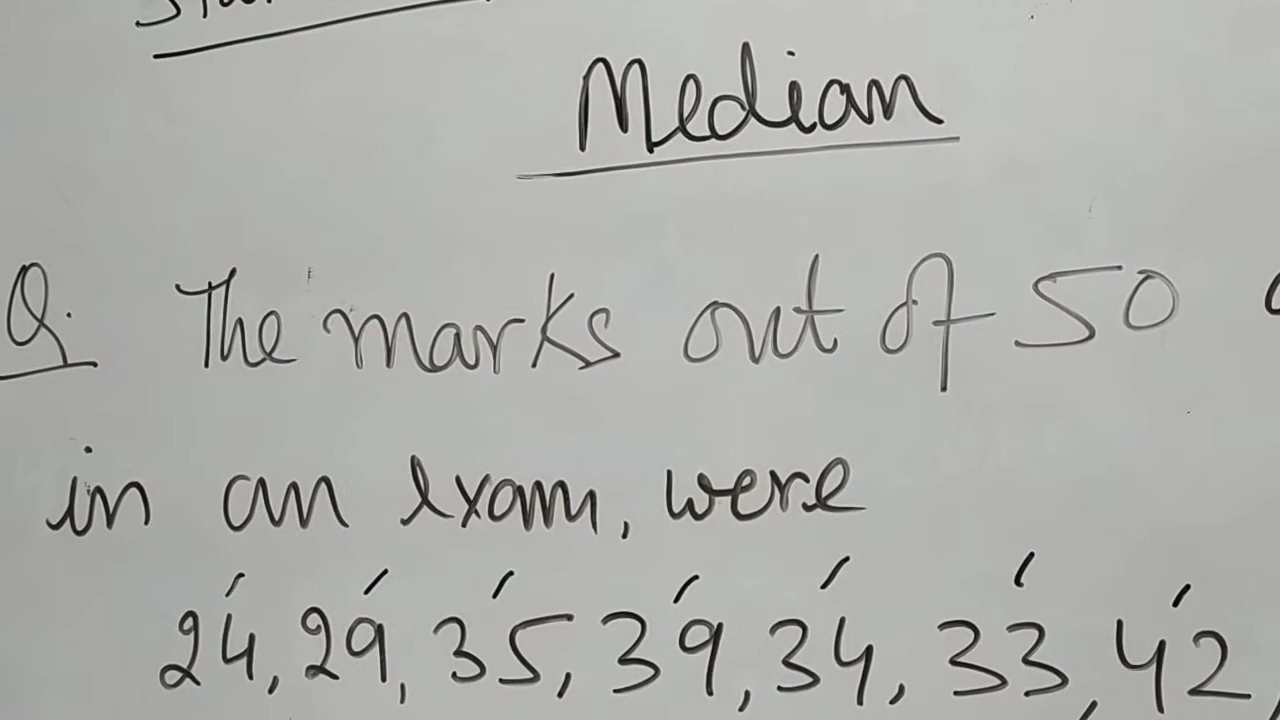 Median
Q. The marks out of 50
in an exam, were
24, 29, 35, 39, 34, 33, 42,